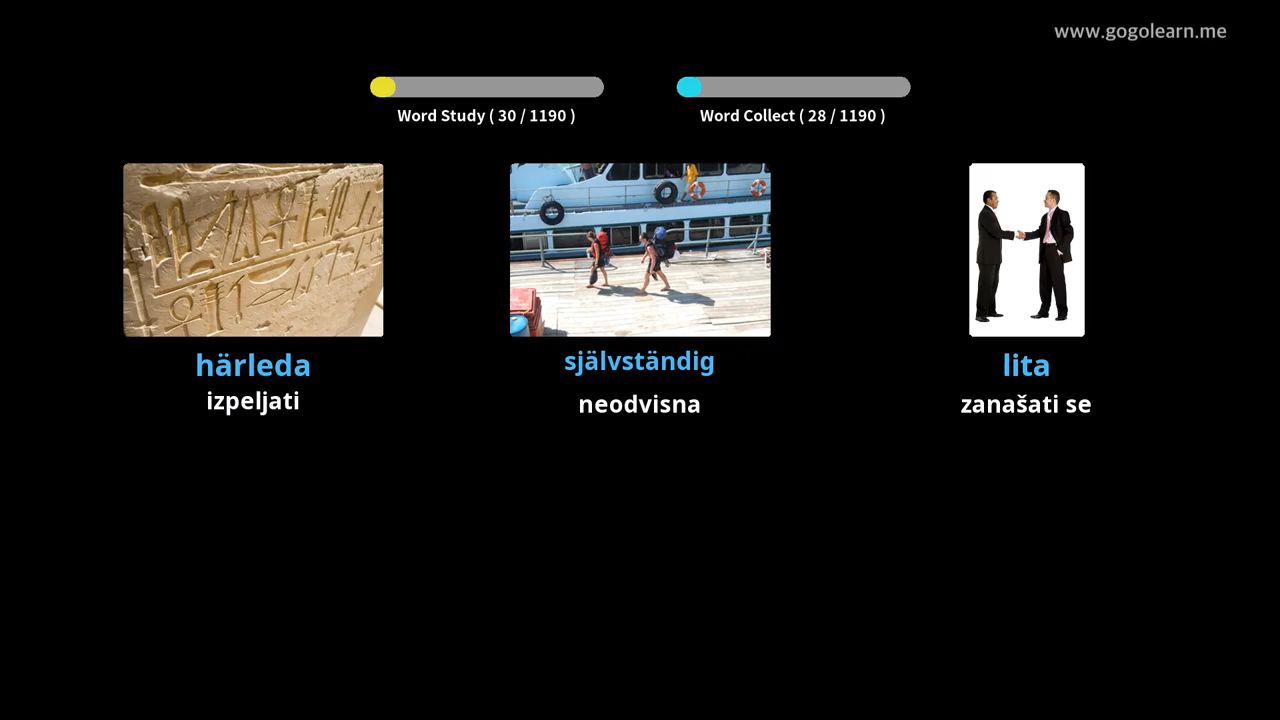 www.gogolearn.me
Word Study ( 30 / 1190 )
Word Collect ( 28 / 1190 )
härleda
självständig
lita
izpeljati
neodvisna
zanašati se